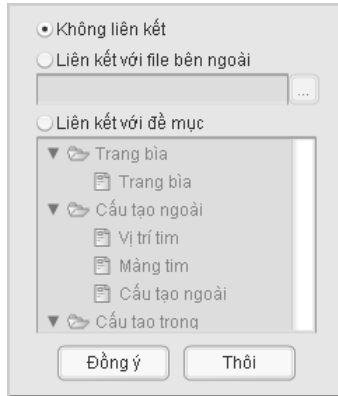 Không liên kết
Liên kết với file bên ngoài
...
Liên kết với đề mục
Trang bìa
Trang bìa
Cấu tạo ngoài
Vị trí tim
Màng tim
Cấu tạo ngoài
Cấu tạo trong
Đồng ý Thôi